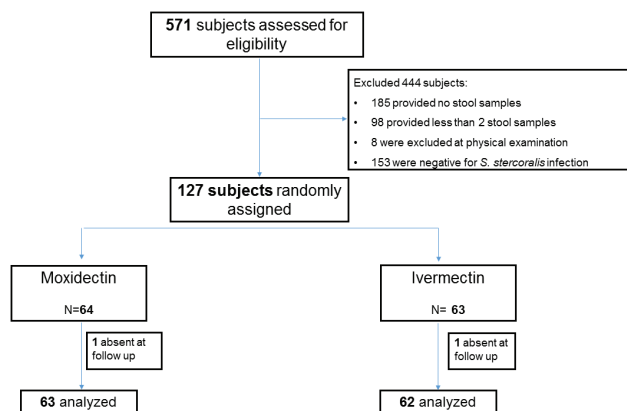 571 subjects assessed for
eligibility
Excluded 444 subjects:
• 185 provided no stool samples
• 98 provided less than 2 stool samples
• 8 were excluded at physical examination
• 153 were negative for S. stercoralis infection
127 subjects randomly
assigned
Moxidectin
N=64
Ivermectin
N= 63
1 absent at
follow up
1 absent at
follow up
63 analyzed
62 analyzed